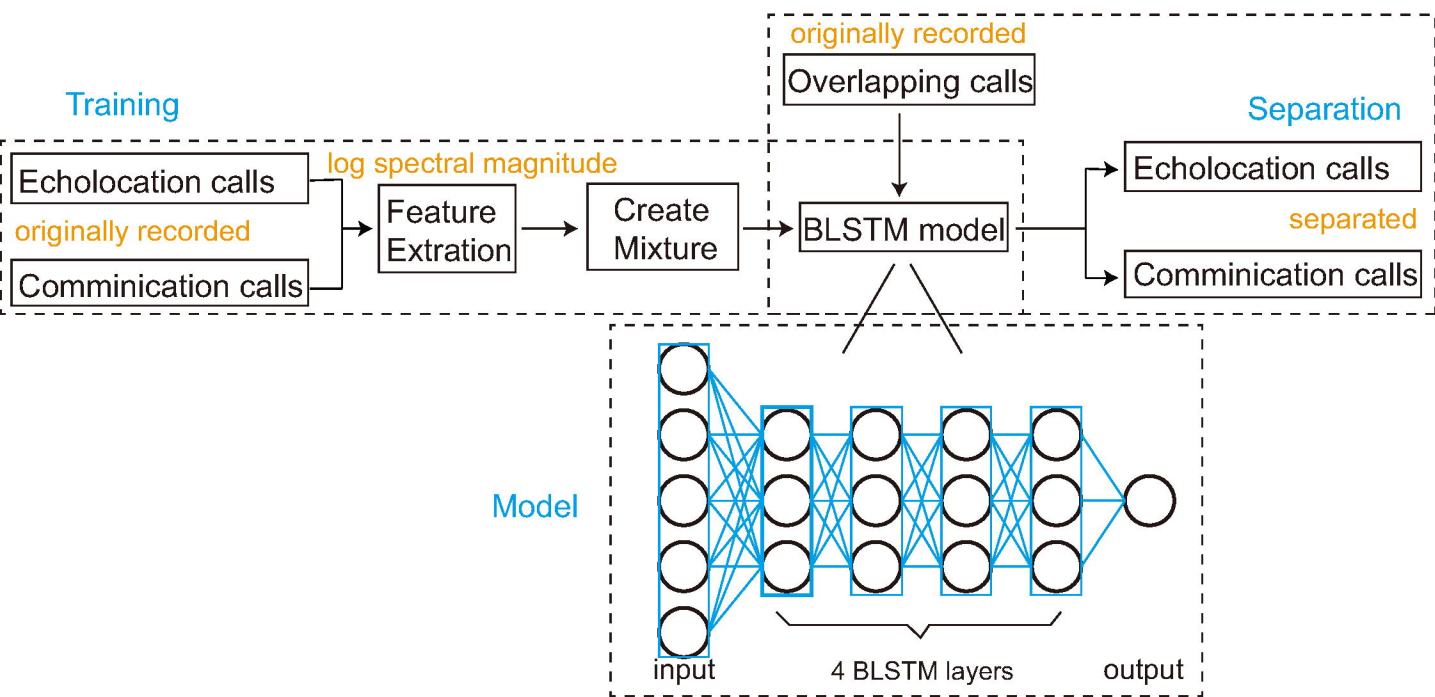 originally recorded
Overlapping calls
Training
Separation
log spectral magnitude
Echolocation calls
originally recorded
Comminication calls
Feature
Extration
Create
Mixture
BLSTM model
Echolocation calls
separated
Comminication calls
Model
input
4 BLSTM layers
output